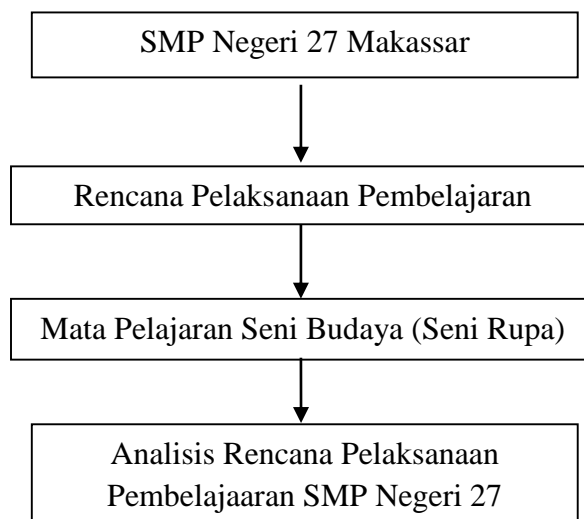 SMP Negeri 27 Makassar
Rencana Pelaksanaan Pembelajaran
Mata Pelajaran Seni Budaya (Seni Rupa)
Analisis Rencana Pelaksanaan
Pembelajaaran SMP Negeri 27